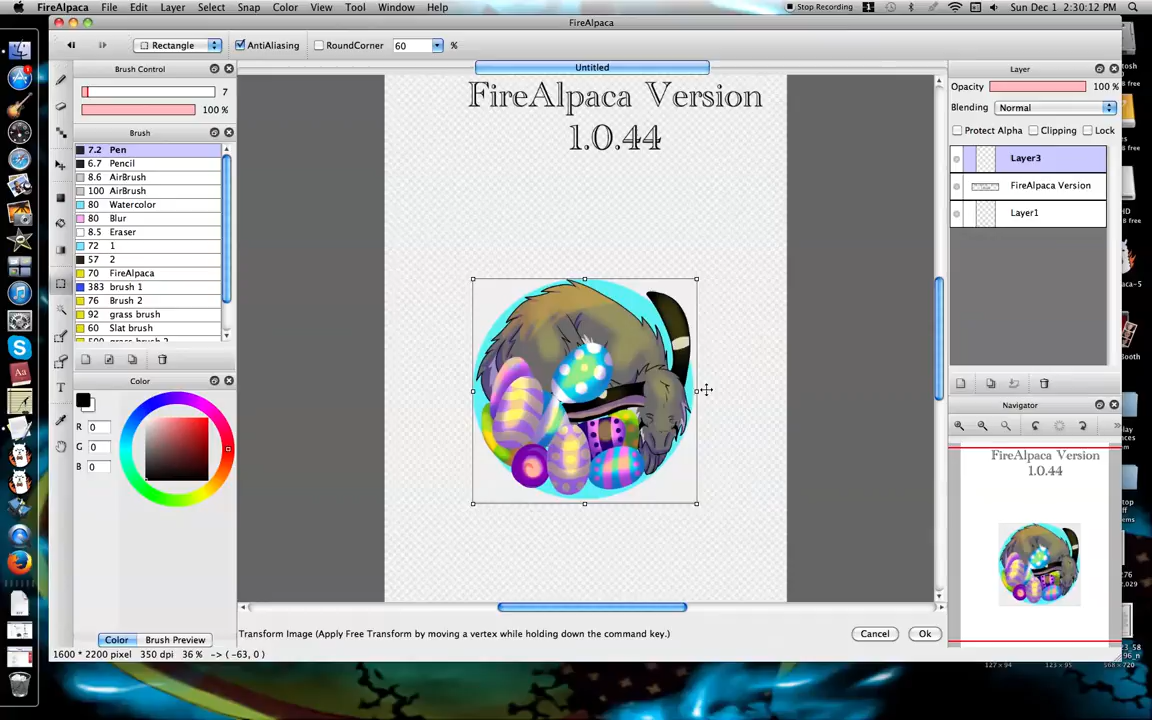 FireAlpaca File Edit Layer Select Snap Color View Tool Window Help Stop Recording Sun Dec 1 2:30:12 PM
FireAlpaca
Rectangle AntiAliasing RoundCorner 60 %
Brush Control
7
100 %
Brush
7.2 Pen
6.7 Pencil
8.6 AirBrush
100 AirBrush
80 Watercolor
80 Blur
8.5 Eraser
72 1
57 2
70 FireAlpaca
383 brush 1
76 Brush 2
92 grass brush
60 Slat brush
Color
R 0
G 0
B 0
Color Brush Preview
1600 * 2200 pixel 350 dpi 36 % -> ( -63, 0 )
Untitled
FireAlpaca Version
1.0.44
Transform Image (Apply Free Transform by moving a vertex while holding down the command key.)
Cancel Ok
Layer
Opacity 100 %
Blending Normal
Protect Alpha Clipping Lock
Layer3
FireAlpaca Version
Layer1
Navigator
FireAlpaca Version
1.0.44
127 × 94 123 × 95 568 × 720